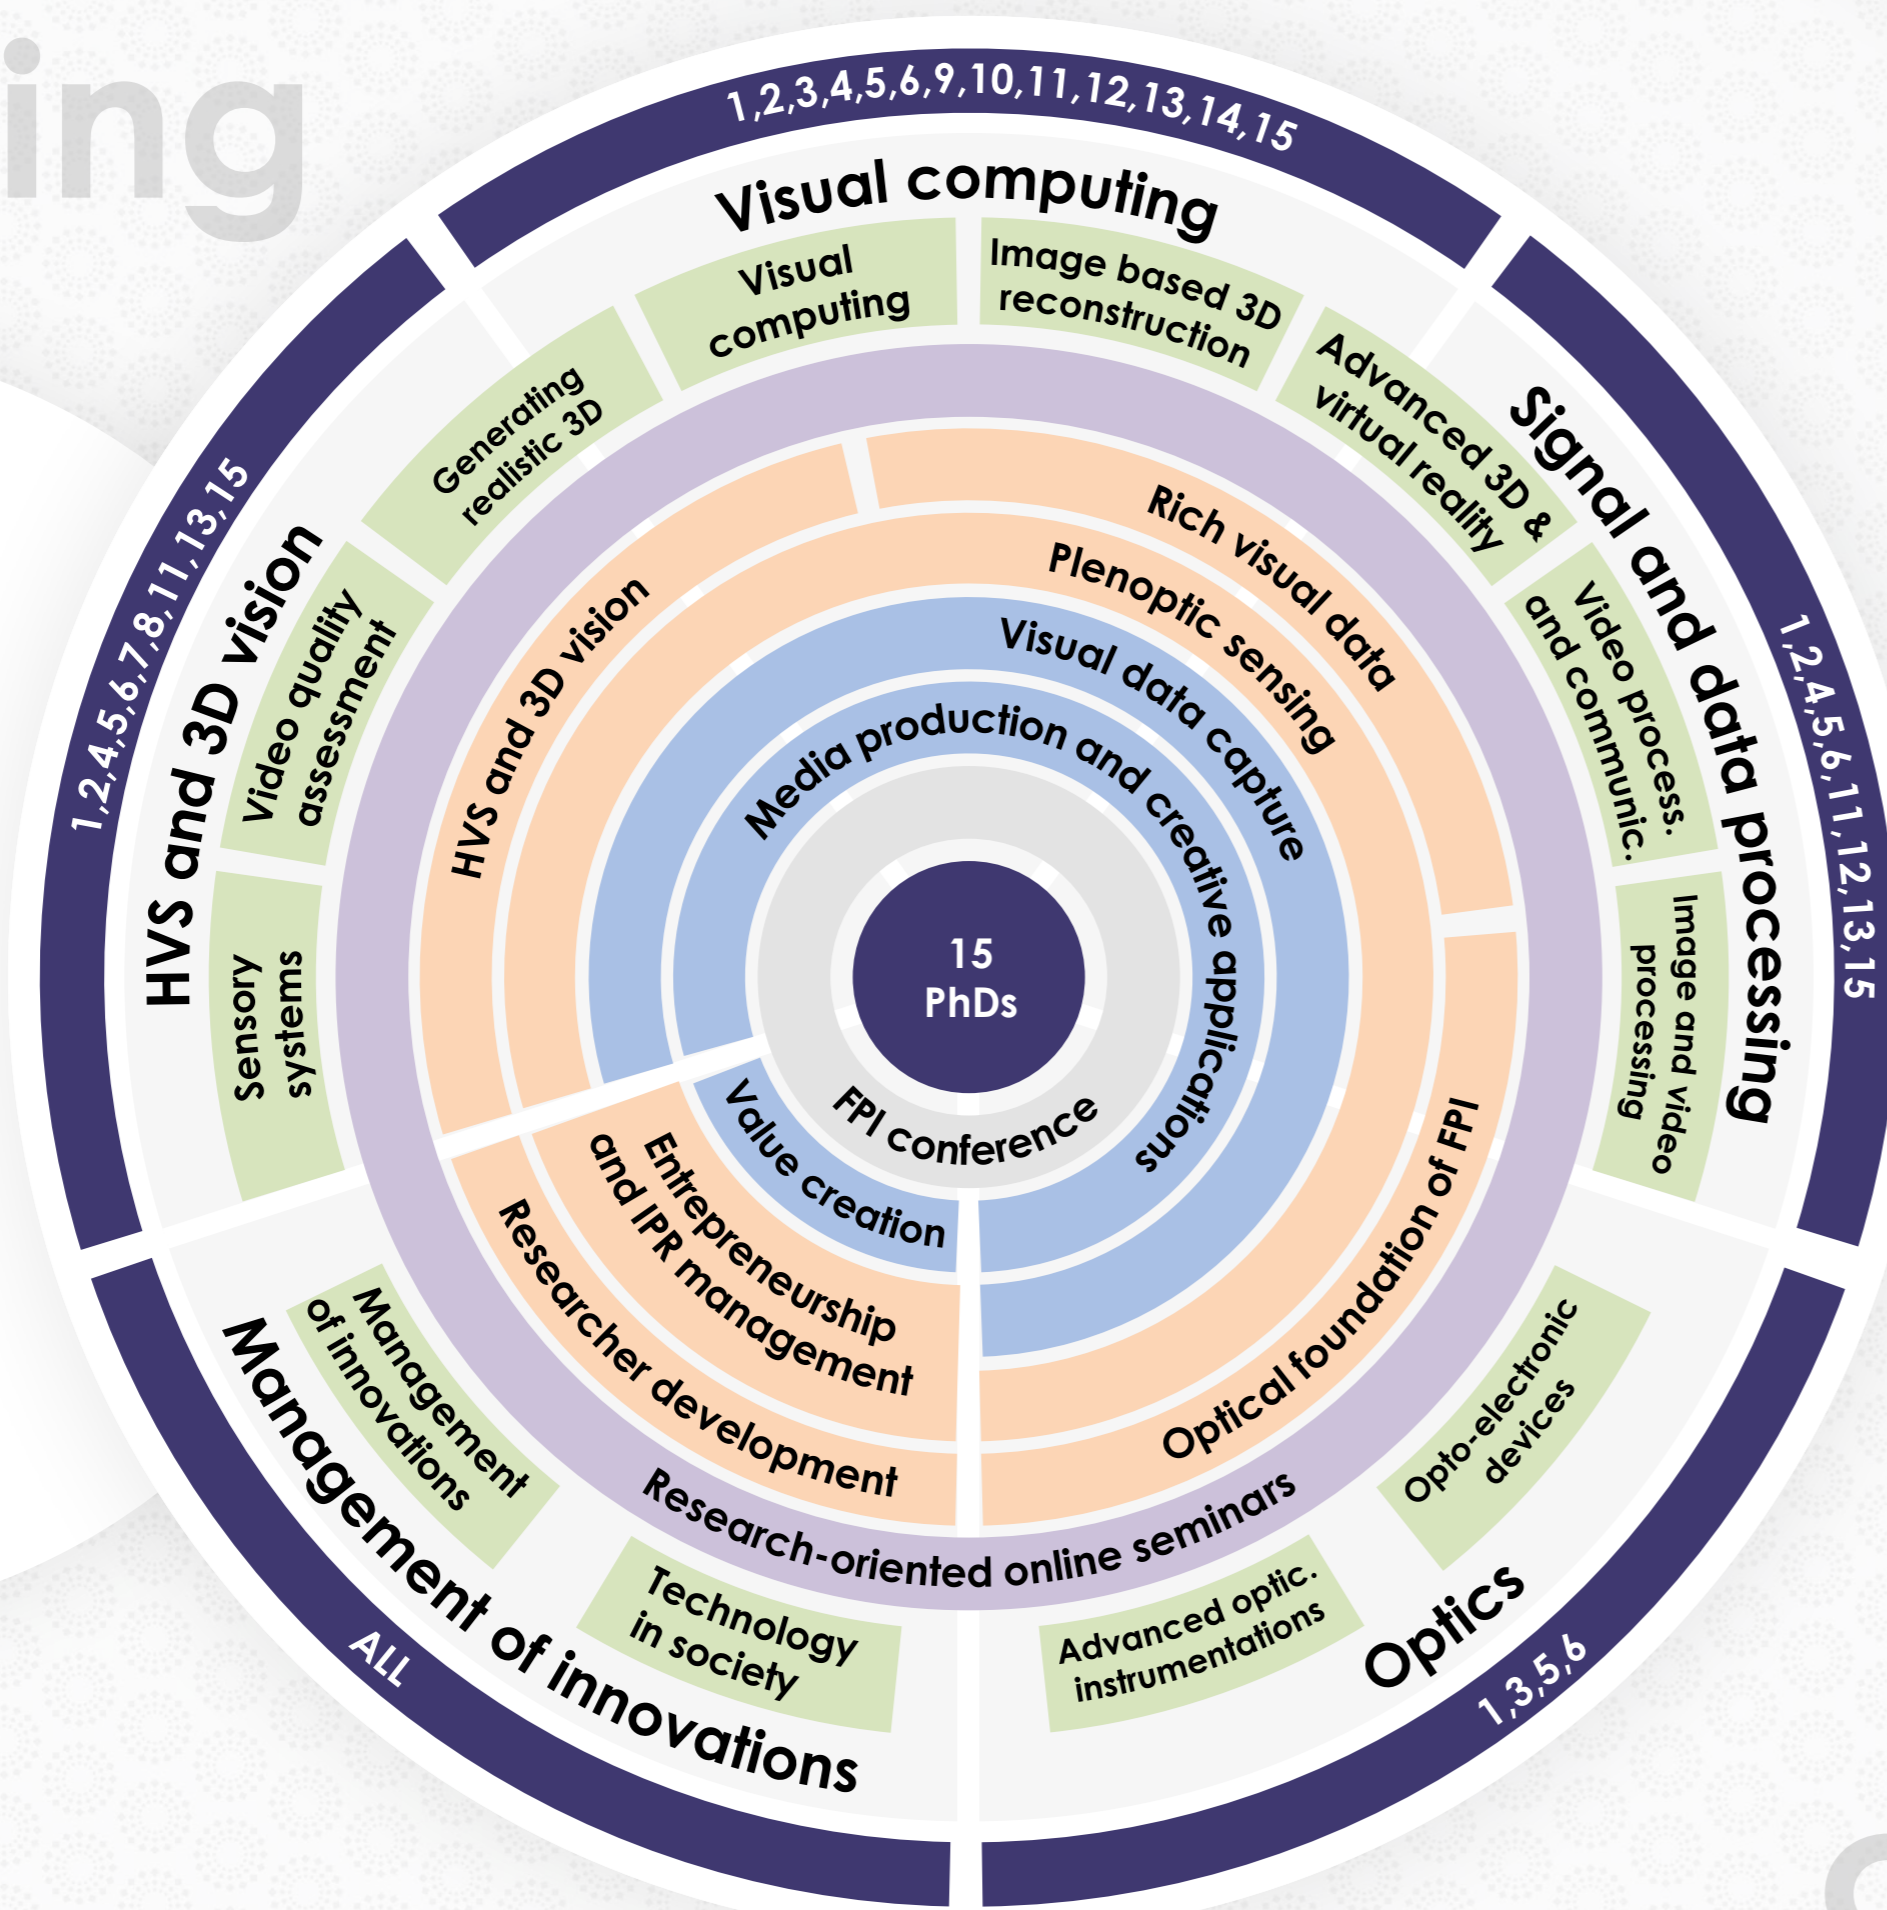 ing
1,2,3,4,5,6,9,10,11,12,13,14,15
Visual computing
Visual
computing
Image based 3D
reconstruction
Advanced 3D &
virtual reality
Generating
realistic 3D
Signal and data processing
1,2,4,5,6,11,12,13,15
Video process.
and communic.
Image and video
processing
1,2,4,5,6,7,8,11,13,15
HVS and 3D vision
Video quality
assessment
Sensory
systems
HVS and 3D vision
Rich visual data
Plenoptic sensing
Visual data capture
Media production and creative applications
15
PhDs
FPI conference
Value creation
Entrepreneurship
and IPR management
Researcher development
Optical foundation of FPI
Research-oriented online seminars
Management
of innovations
Technology
in society
Management of innovations
ALL
Opto-electronic
devices
Advanced optic.
instrumentations
Optics
1,3,5,6